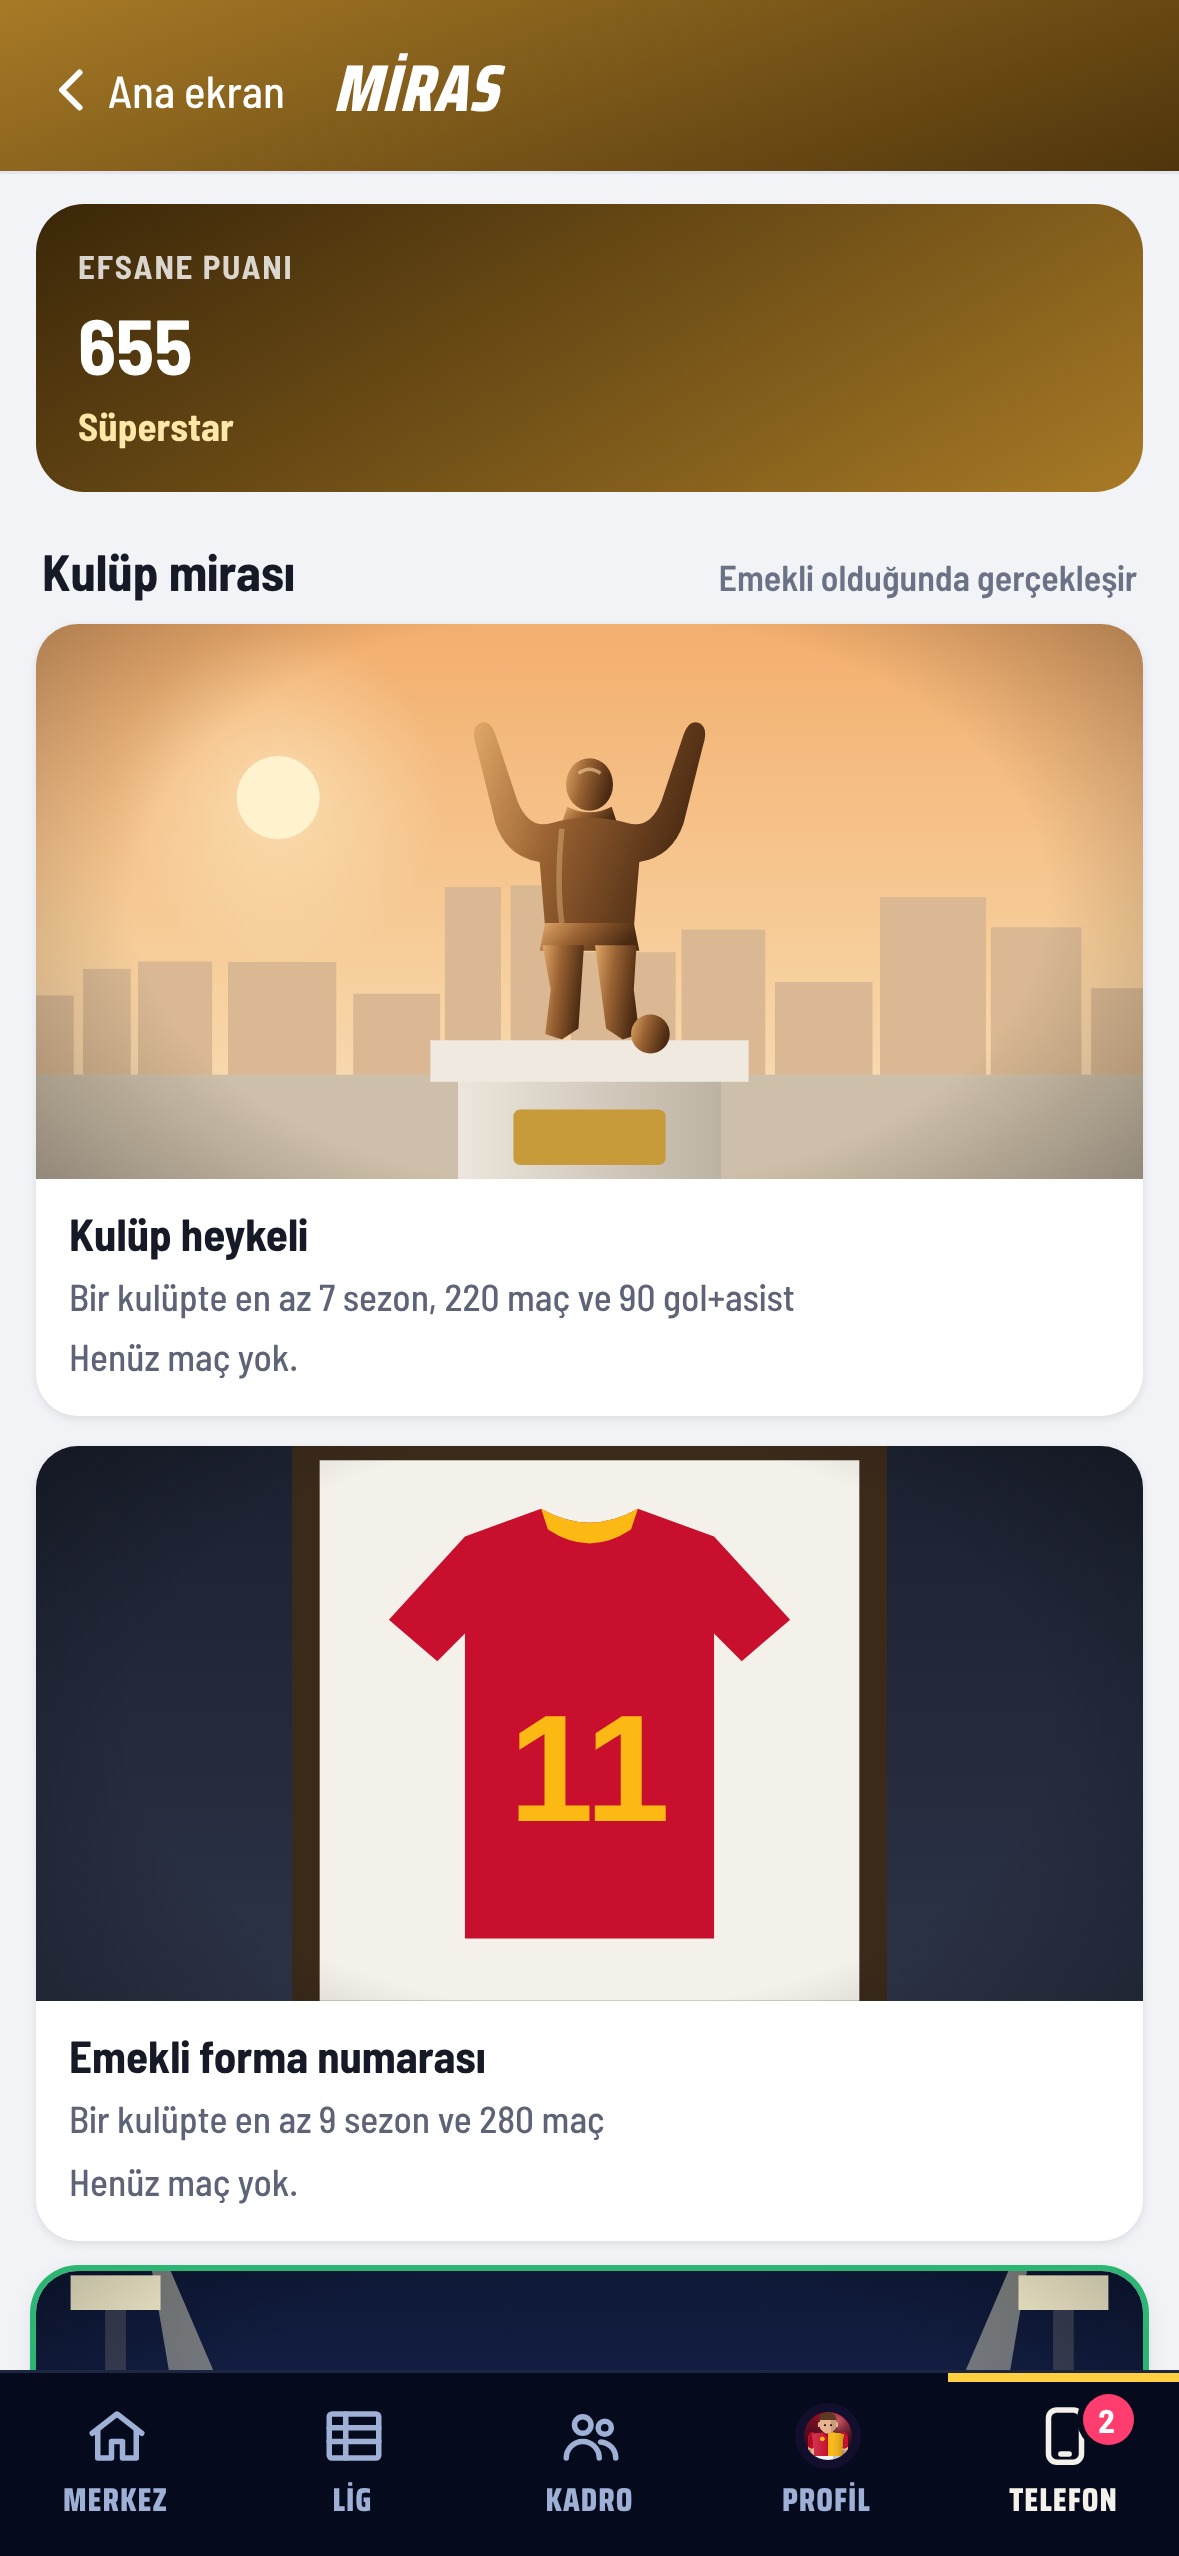 Ana ekran MİRAS
EFSANE PUANI
655
Süperstar
Kulüp mirası
Emekli olduğunda gerçekleşir
Kulüp heykeli
Bir kulüpte en az 7 sezon, 220 maç ve 90 gol+asist
Henüz maç yok.
11
Emekli forma numarası
Bir kulüpte en az 9 sezon ve 280 maç
Henüz maç yok.
2
MERKEZ LİG KADRO PROFİL TELEFON